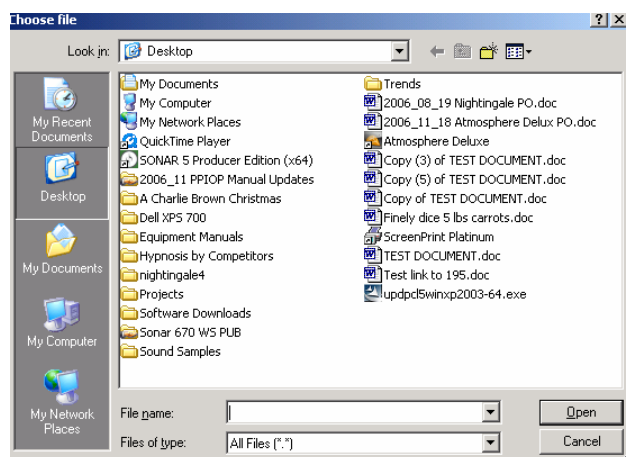 Choose file
Look in:
Desktop
My Recent
Documents
Desktop
My Documents
My Computer
My Network
Places
My Documents
My Computer
My Network Places
QuickTime Player
SONAR 5 Producer Edition (x64)
2006_11 PPIOP Manual Updates
A Charlie Brown Christmas
Dell XPS 700
Equipment Manuals
Hypnosis by Competitors
nightingale4
Projects
Software Downloads
Sonar 670 WS PUB
Sound Samples
Trends
2006_08_19 Nightingale PO.doc
2006_11_18 Atmosphere Delux PO.doc
Atmosphere Deluxe
Copy (3) of TEST DOCUMENT.doc
Copy (5) of TEST DOCUMENT.doc
Copy of TEST DOCUMENT.doc
Finely dice 5 lbs carrots.doc
ScreenPrint Platinum
TEST DOCUMENT.doc
Test link to 195.doc
updpcl5winxp2003-64.exe
File name:
Open
Files of type:
All Files (*.*)
Cancel